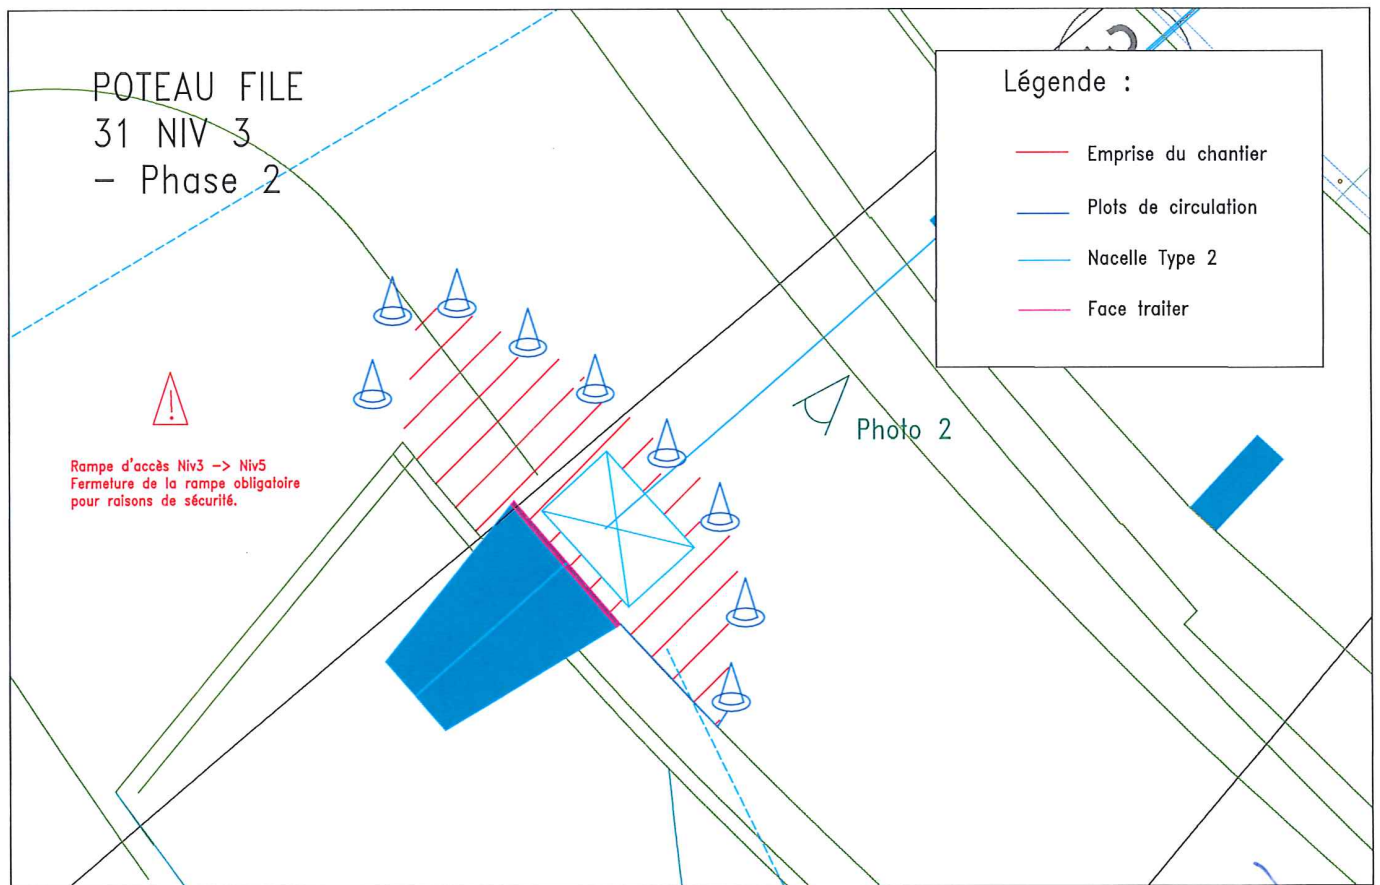 POTEAU FILE
31 NIV 3
- Phase 2
Légende :
Emprise du chantier
Plots de circulation
Nacelle Type 2
Face traiter
Rampe d'accès Niv3 -> Niv5
Fermeture de la rampe obligatoire
pour raisons de sécurité.
Photo 2